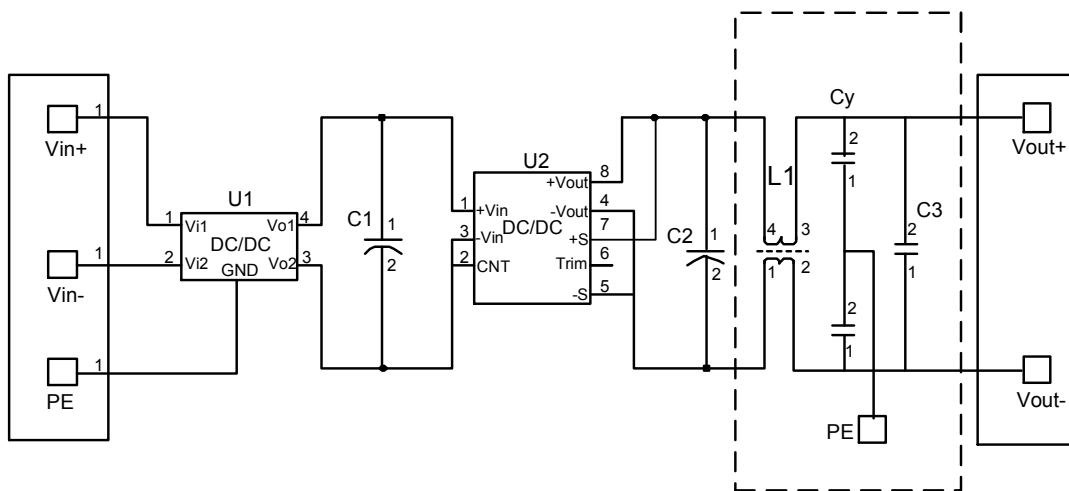 Vin+
1
Vin-
1
PE
1
U1
1
Vi1
Vo1
4
DC/DC
2
Vi2
Vo2
3
GND
C1
1
2
U2
+Vout
8
1
+Vin
-Vout
4
3
-Vin
DC/DC
+S
7
2
CNT
Trim
6
-S
5
C2
1
2
L1
4
3
1
2
Cy
2
1
2
1
C3
2
1
PE
Vout+
Vout-